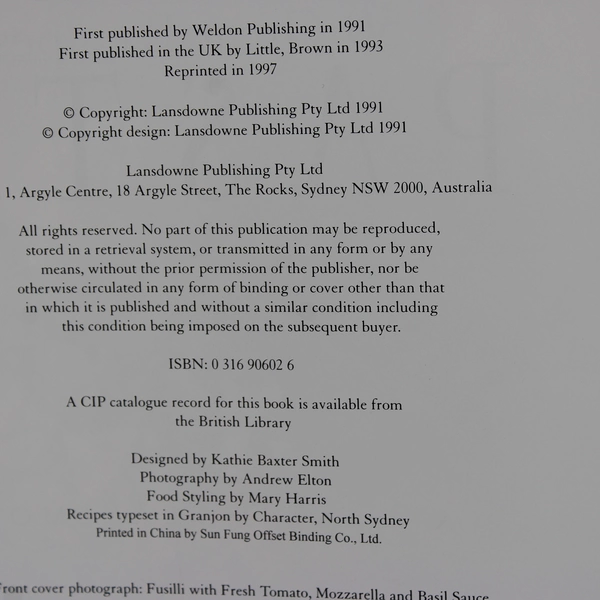 First published by Weldon Publishing in 1991
First published in the UK by Little, Brown in 1993
Reprinted in 1997
© Copyright: Lansdowne Publishing Pty Ltd 1991
© Copyright design: Lansdowne Publishing Pty Ltd 1991
Lansdowne Publishing Pty Ltd
1, Argyle Centre, 18 Argyle Street, The Rocks, Sydney NSW 2000, Australia
All rights reserved. No part of this publication may be reproduced,
stored in a retrieval system, or transmitted in any form or by any
means, without the prior permission of the publisher, nor be
otherwise circulated in any form of binding or cover other than that
in which it is published and without a similar condition including
this condition being imposed on the subsequent buyer.
ISBN: 0 316 90602 6
A CIP catalogue record for this book is available from
the British Library
Designed by Kathie Baxter Smith
Photography by Andrew Elton
Food Styling by Mary Harris
Recipes typeset in Granjon by Character, North Sydney
Printed in China by Sun Fung Offset Binding Co., Ltd.
Front cover photograph: Fusilli with Fresh Tomato, Mozzarella and Basil Sauce